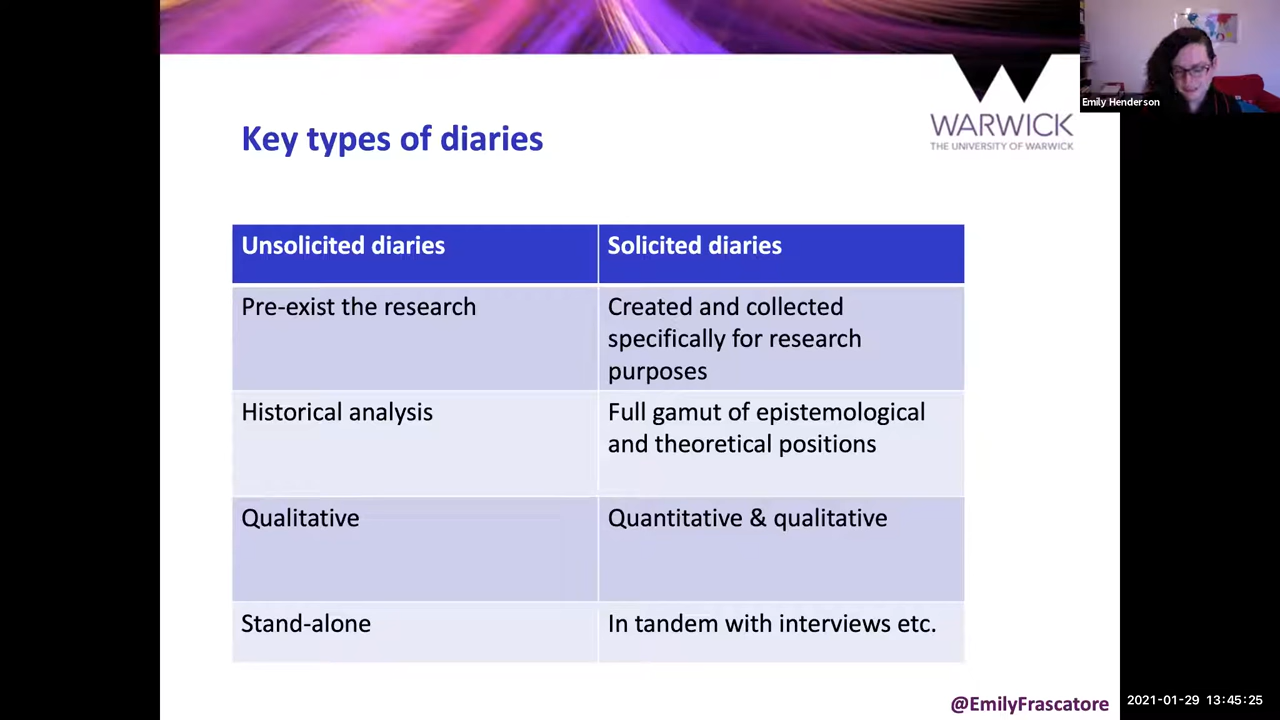 Emily Henderson
WARWICK
THE UNIVERSITY OF WARWICK
Key types of diaries
Unsolicited diaries
Solicited diaries
Pre-exist the research
Created and collected
specifically for research
purposes
Historical analysis
Full gamut of epistemological
and theoretical positions
Qualitative
Quantitative & qualitative
Stand-alone
In tandem with interviews etc.
@EmilyFrascatore
2021-01-29 13:45:25